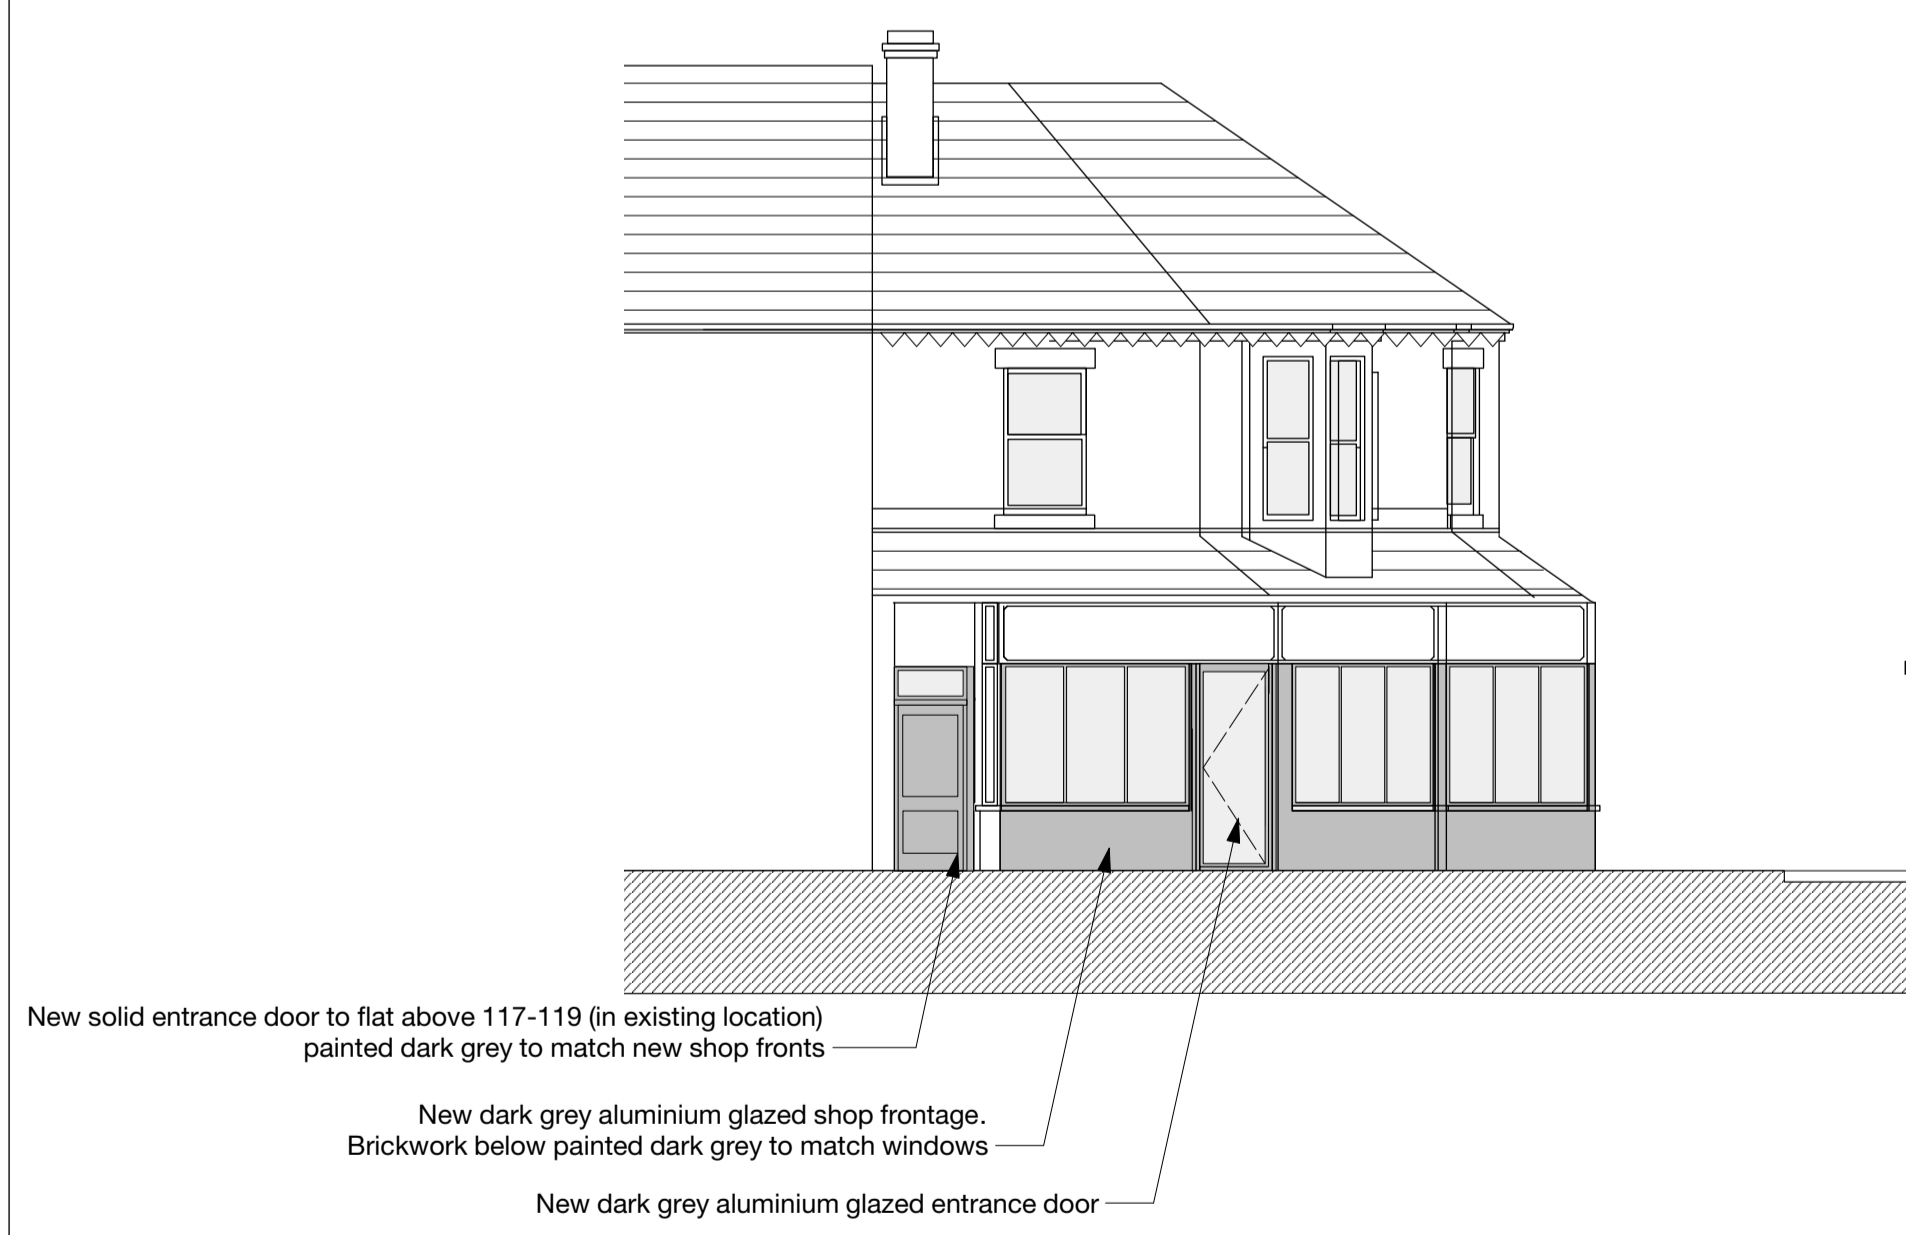 New solid entrance door to flat above 117-119 (in existing location)
painted dark grey to match new shop fronts
New dark grey aluminium glazed shop frontage.
Brickwork below painted dark grey to match windows
New dark grey aluminium glazed entrance door